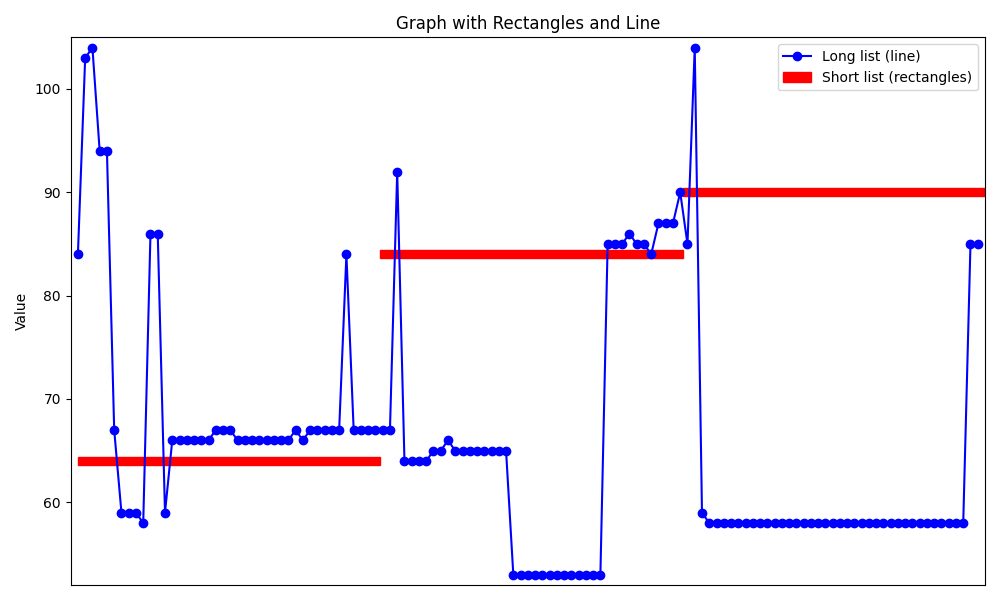 Graph with Rectangles and Line
Long list (line)
Short list (rectangles)
100
90
80
70
60
Value